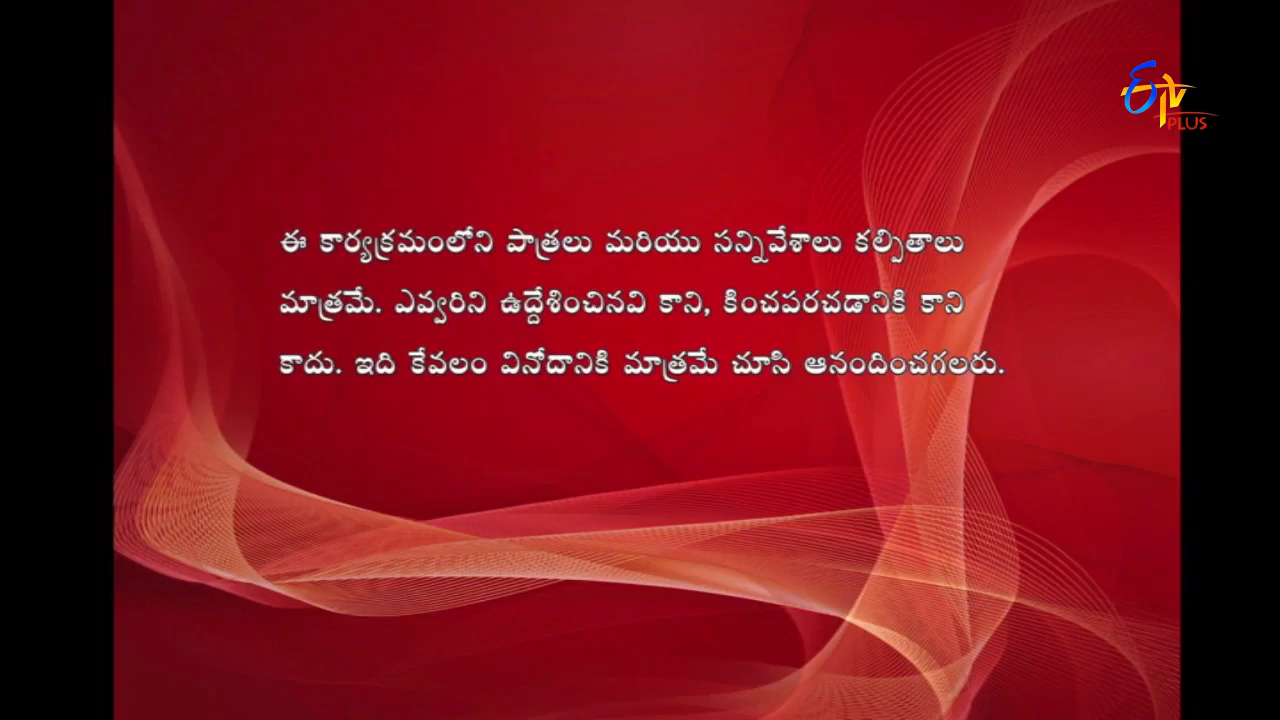 ETV
PLUS
ఈ కార్యక్రమంలోని పాత్రలు మరియు సన్నివేశాలు కల్పితాలు
మాత్రమే. ఎవ్వరిని ఉద్దేశించినవి కాని, కించపరచడానికి కాని
కాదు. ఇది కేవలం వినోదానికి మాత్రమే చూసి ఆనందించగలరు.